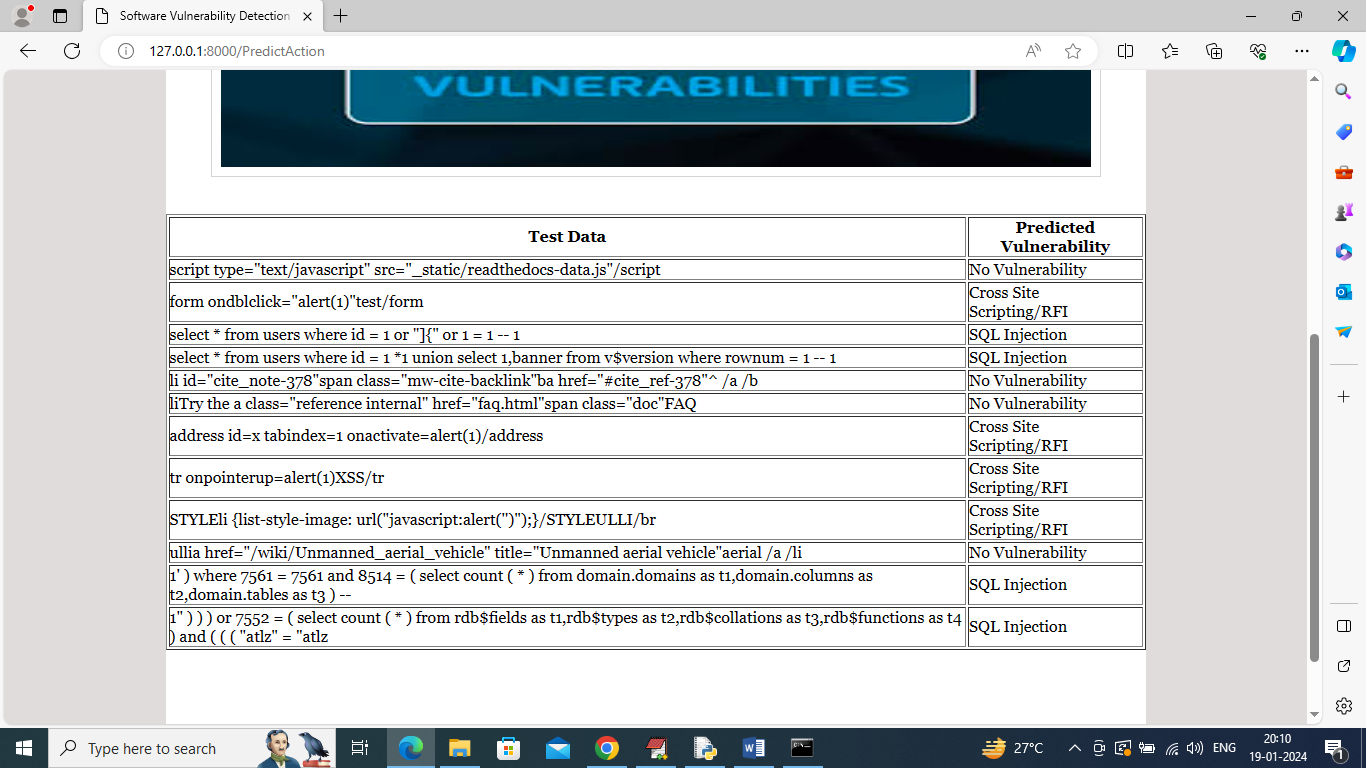 Software Vulnerability Detection
127.0.0.1:8000/PredictAction
VULNERABILITIES
Test Data
Predicted
Vulnerability
script type="text/javascript" src="_static/readthedocs-data.js"/script
No Vulnerability
form ondblclick="alert(1)"test/form
Cross Site
Scripting/RFI
select * from users where id = 1 or "]{" or 1 = 1 -- 1
SQL Injection
select * from users where id = 1 *1 union select 1,banner from v$version where rownum = 1 -- 1
SQL Injection
li id="cite_note-378"span class="mw-cite-backlink"ba href="#cite_ref-378"^ /a /b
No Vulnerability
liTry the a class="reference internal" href="faq.html"span class="doc"FAQ
No Vulnerability
address id=x tabindex=1 onactivate=alert(1)/address
Cross Site
Scripting/RFI
tr onpointerup=alert(1)XSS/tr
Cross Site
Scripting/RFI
STYLEli {list-style-image: url("javascript:alert('')");}/STYLEULLI/br
Cross Site
Scripting/RFI
ullia href="/wiki/Unmanned_aerial_vehicle" title="Unmanned aerial vehicle"aerial /a /li
No Vulnerability
1' ) where 7561 = 7561 and 8514 = ( select count ( * ) from domain.domains as t1,domain.columns as
t2,domain.tables as t3 ) --
SQL Injection
1" ) ) ) or 7552 = ( select count ( * ) from rdb$fields as t1,rdb$types as t2,rdb$collations as t3,rdb$functions as t4
) and ( ( ( "atlz" = "atlz
SQL Injection
Type here to search
27°C
ENG
20:10
19-01-2024
1